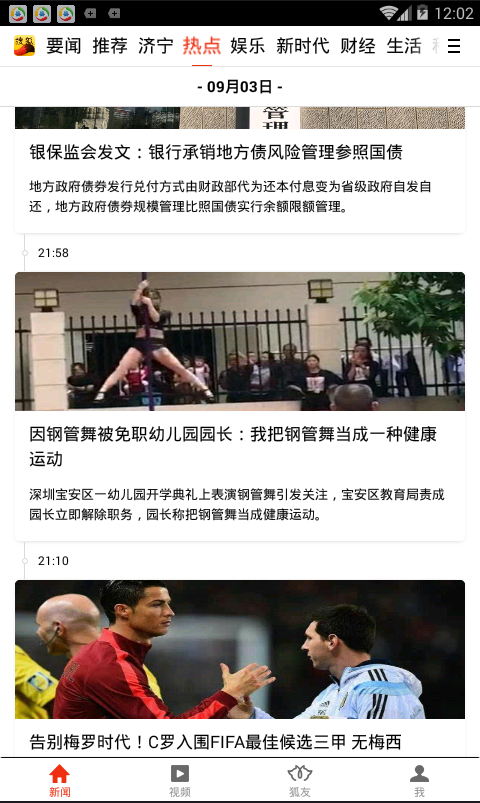 12:02
搜狐
要闻 推荐 济宁 热点 娱乐 新时代 财经 生活
- 09月03日 -
管理
银保监会发文：银行承销地方债风险管理参照国债
地方政府债券发行兑付方式由财政部代为还本付息变为省级政府自发自
还，地方政府债券规模管理比照国债实行余额限额管理。
21:58
因钢管舞被免职幼儿园园长：我把钢管舞当成一种健康
运动
深圳宝安区一幼儿园开学典礼上表演钢管舞引发关注，宝安区教育局责成
园长立即解除职务，园长称把钢管舞当成健康运动。
21:10
告别梅罗时代！C罗入围FIFA最佳候选三甲 无梅西
新闻 视频 狐友 我